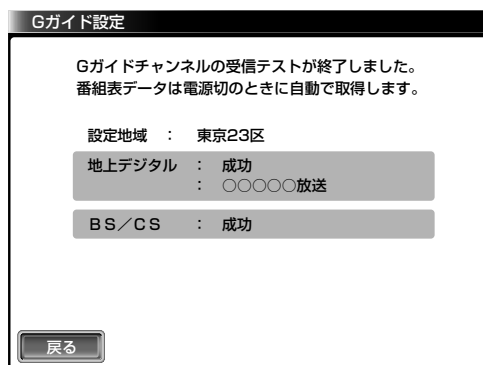 Gガイド設定
Gガイドチャンネルの受信テストが終了しました。
番組表データは電源切のときに自動で取得します。
設定地域 : 東京23区
地上デジタル : 成功
: ○○○○○放送
BS/CS : 成功
戻る